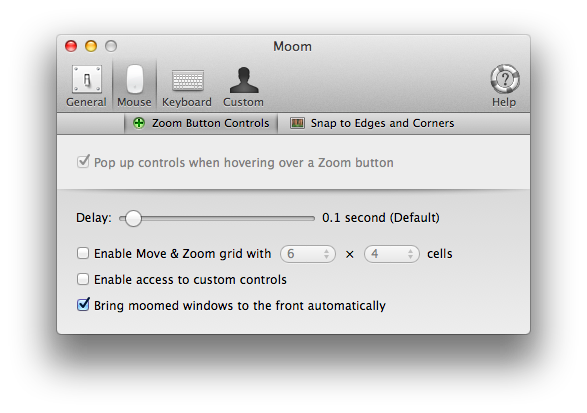 Moom
General Mouse Keyboard Custom Help
Zoom Button Controls Snap to Edges and Corners
Pop up controls when hovering over a Zoom button
Delay: 0.1 second (Default)
Enable Move & Zoom grid with 6 × 4 cells
Enable access to custom controls
Bring moomed windows to the front automatically